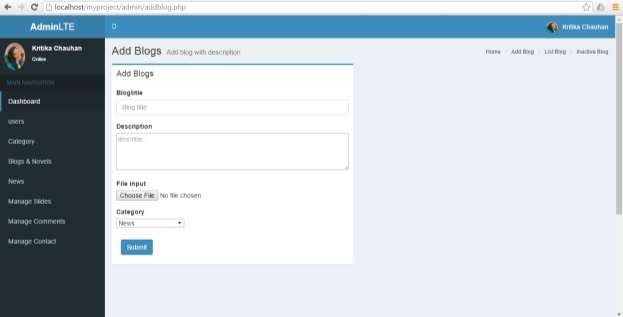 localhost/myproject/admin/addblog.php
AdminLTE
Kritika Chauhan
Kritika Chauhan
Online
MAIN NAVIGATION
Dashboard
users
Category
Blogs & Novels
News
Manage Slides
Manage Comments
Manage Contact
Add Blogs Add blog with description
Home Add Blog List Blog Inactive Blog
Add Blogs
Blogtitle
Blog title
Description
describe..
File input
Choose File No file chosen
Category
News
Submit